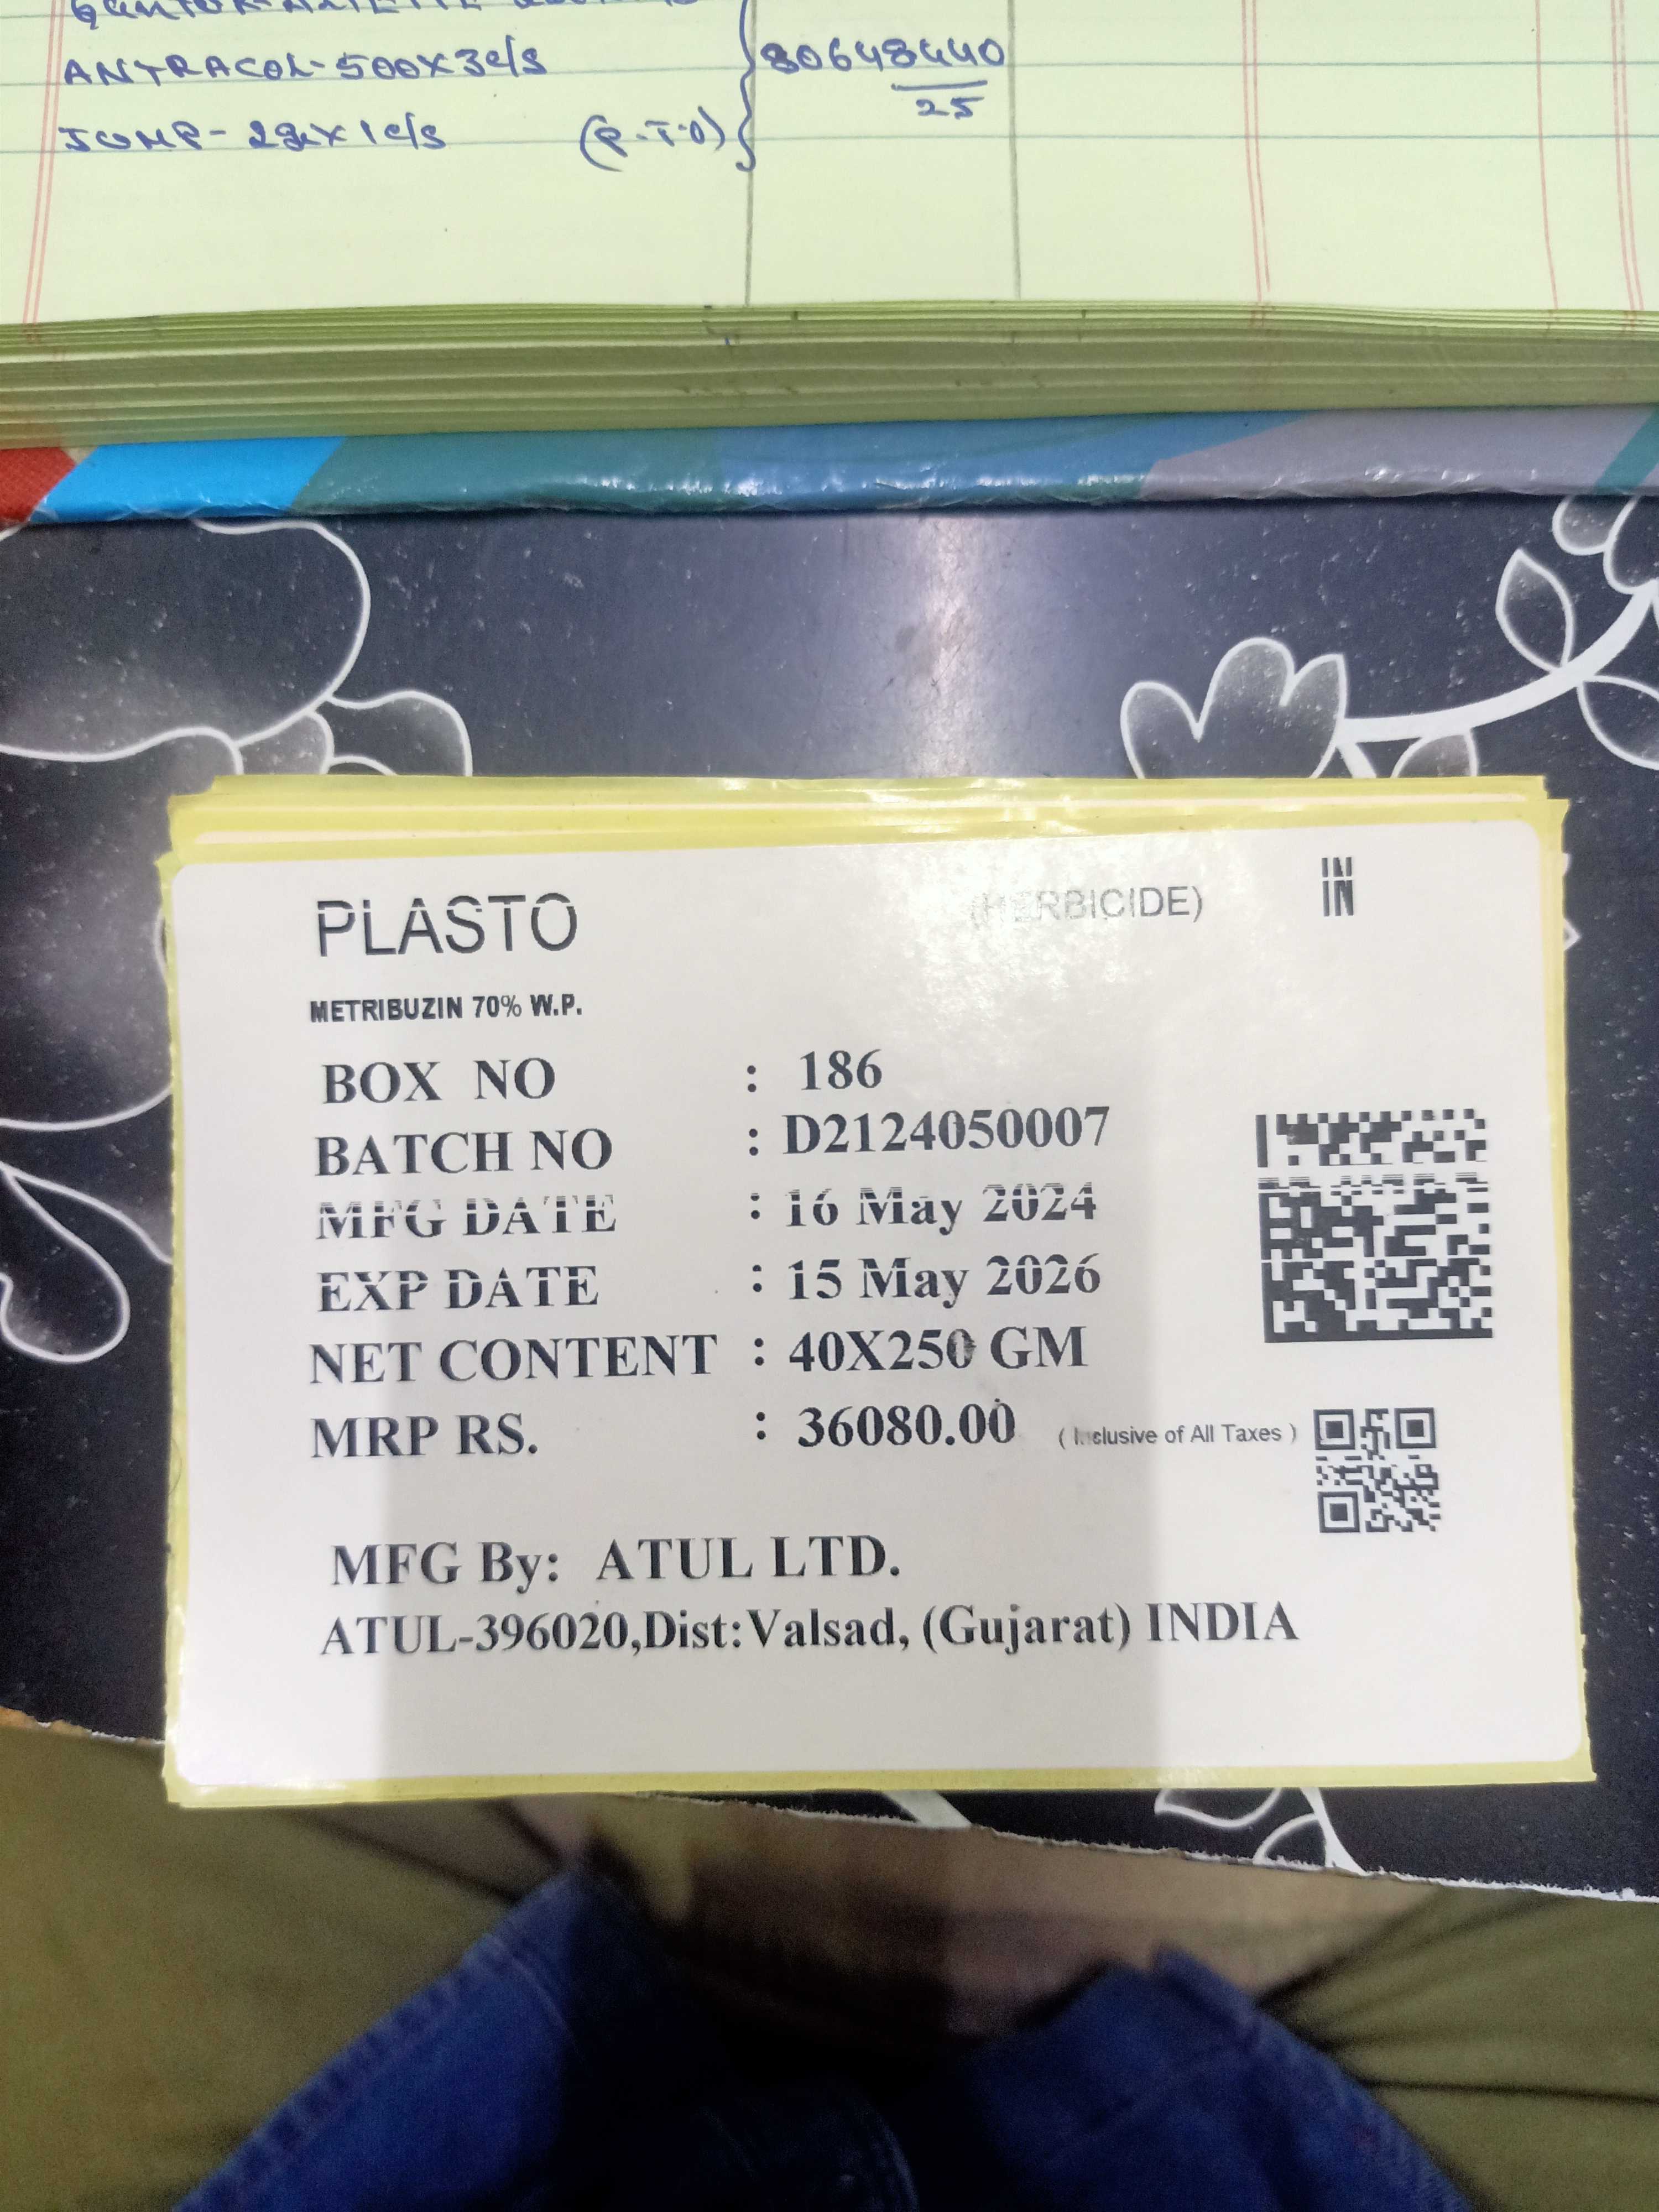 ANTRACOL-500X3c/s
80648440
25
JUMP- 2gx1c/s (P.T.O)
PLASTO (HERBICIDE) IN
METRIBUZIN 70% W.P.
BOX NO : 186
BATCH NO : D2124050007
MFG DATE : 16 May 2024
EXP DATE : 15 May 2026
NET CONTENT : 40X250 GM
MRP RS. : 36080.00 ( Inclusive of All Taxes )
MFG By: ATUL LTD.
ATUL-396020,Dist:Valsad, (Gujarat) INDIA